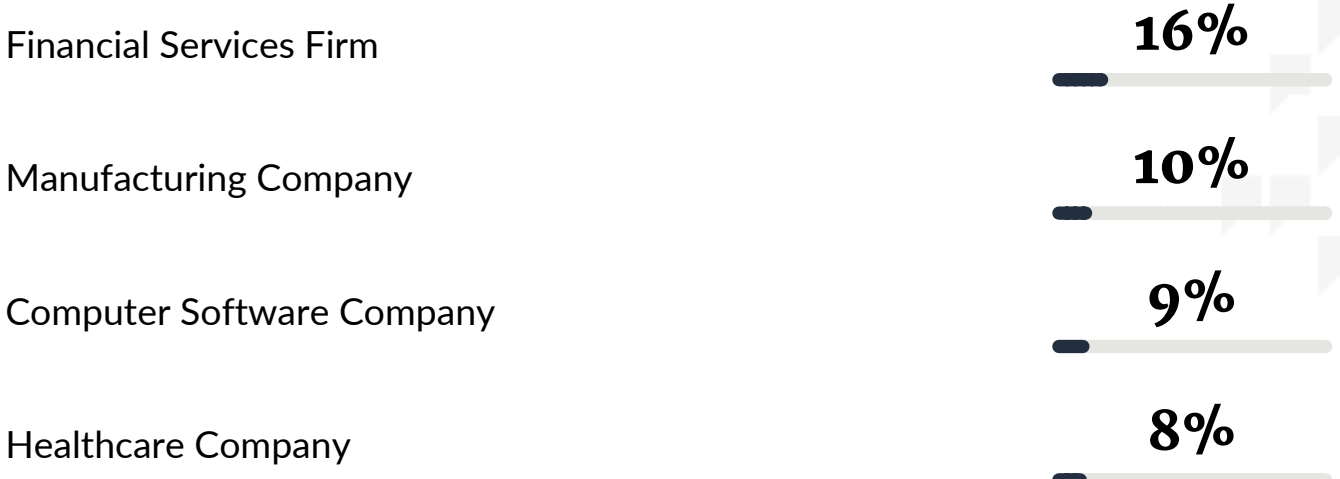 Financial Services Firm 16%
Manufacturing Company 10%
Computer Software Company 9%
Healthcare Company 8%